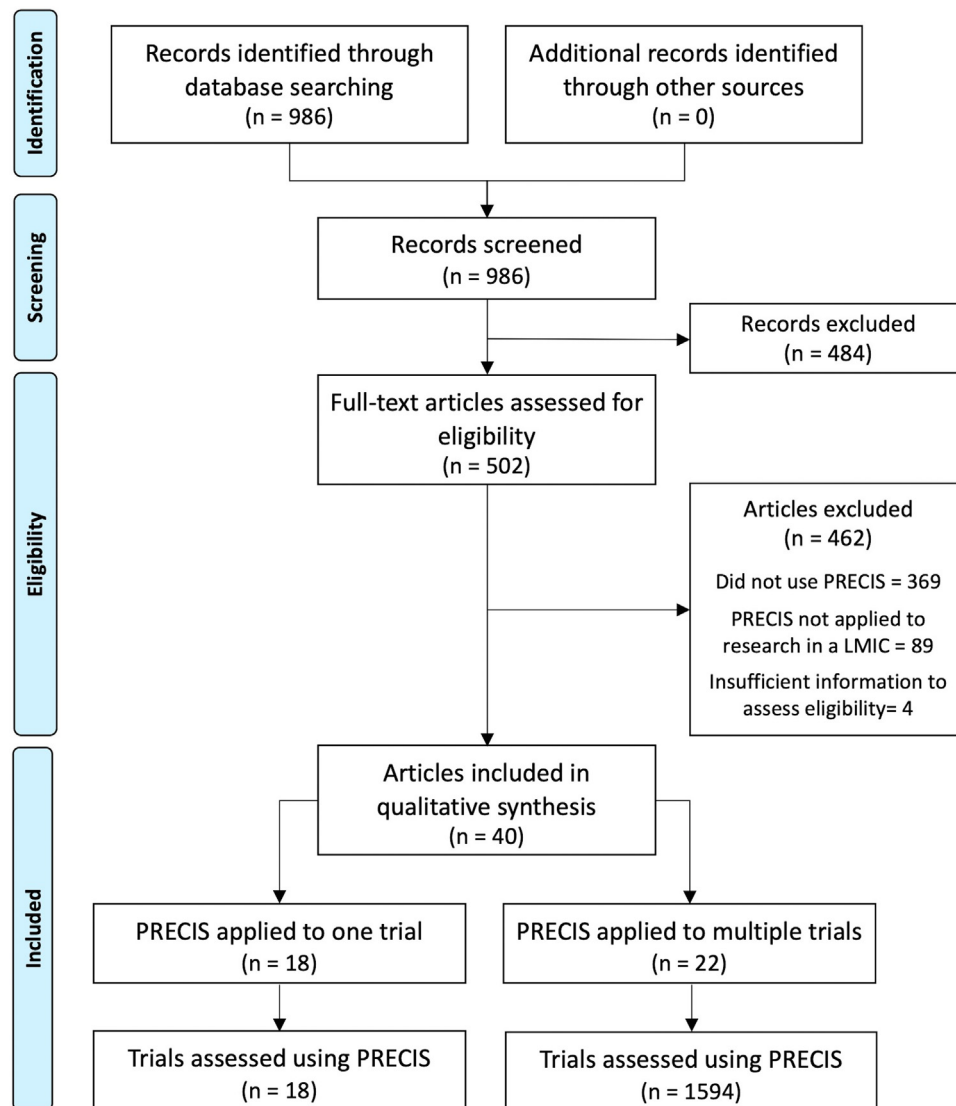 Identification
Records identified through
database searching
(n = 986)
Additional records identified
through other sources
(n = 0)
Screening
Records screened
(n = 986)
Records excluded
(n = 484)
Eligibility
Full-text articles assessed for
eligibility
(n = 502)
Articles excluded
(n = 462)
Did not use PRECIS = 369
PRECIS not applied to
research in a LMIC = 89
Insufficient information to
assess eligibility= 4
Included
Articles included in
qualitative synthesis
(n = 40)
PRECIS applied to one trial
(n = 18)
PRECIS applied to multiple trials
(n = 22)
Trials assessed using PRECIS
(n = 18)
Trials assessed using PRECIS
(n = 1594)